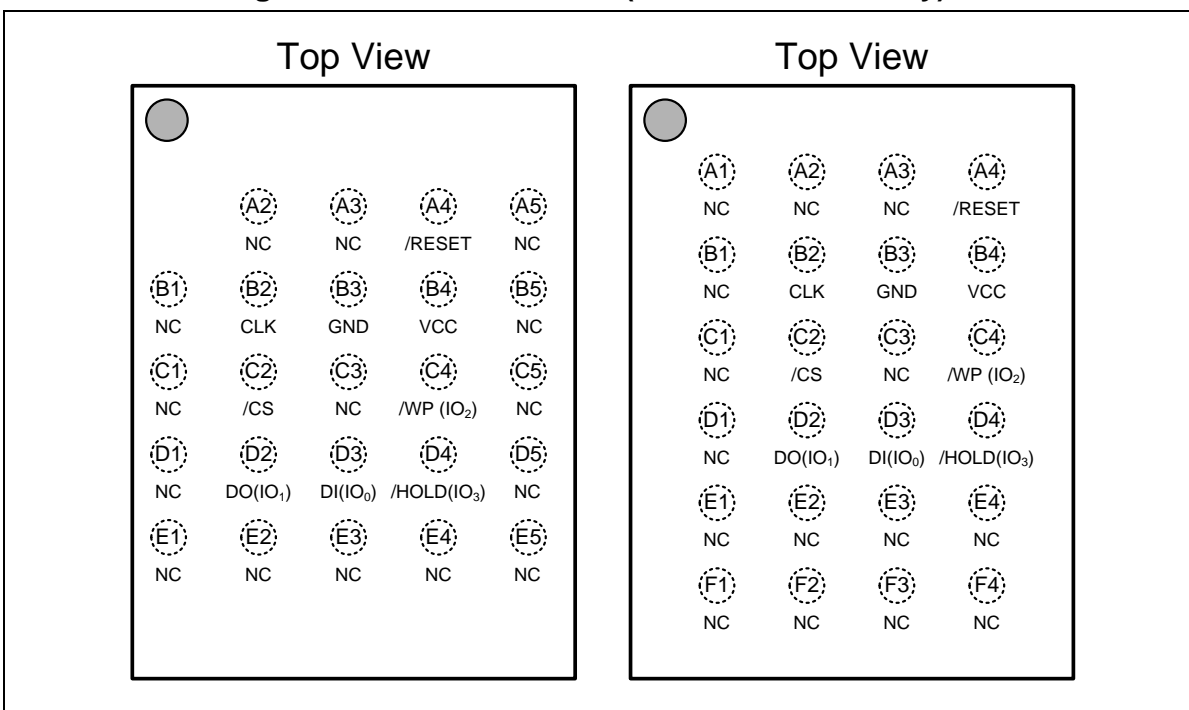 Top View
A2 A3 A4 A5
NC NC /RESET NC
B1 B2 B3 B4 B5
NC CLK GND VCC NC
C1 C2 C3 C4 C5
NC /CS NC /WP (IO₂) NC
D1 D2 D3 D4 D5
NC DO(IO₁) DI(IO₀) /HOLD(IO₃) NC
E1 E2 E3 E4 E5
NC NC NC NC NC
Top View
A1 A2 A3 A4
NC NC NC /RESET
B1 B2 B3 B4
NC CLK GND VCC
C1 C2 C3 C4
NC /CS NC /WP (IO₂)
D1 D2 D3 D4
NC DO(IO₁) DI(IO₀) /HOLD(IO₃)
E1 E2 E3 E4
NC NC NC NC
F1 F2 F3 F4
NC NC NC NC